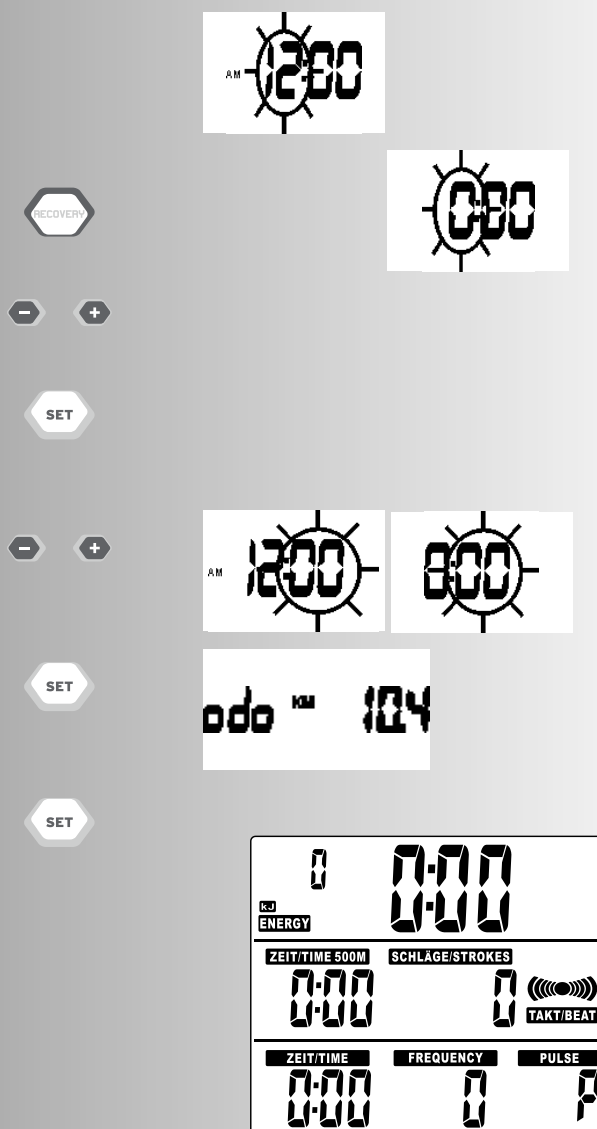 AM 12:00
0:00
RECOVERY
- +
SET
- +
AM 12:00 0:00
SET
odo KM 10.4
SET
0 0:00
kJ
ENERGY
ZEIT/TIME 500M SCHLÄGE/STROKES
0:00 0
TAKT/BEAT
ZEIT/TIME FREQUENCY PULSE
0:00 0 P